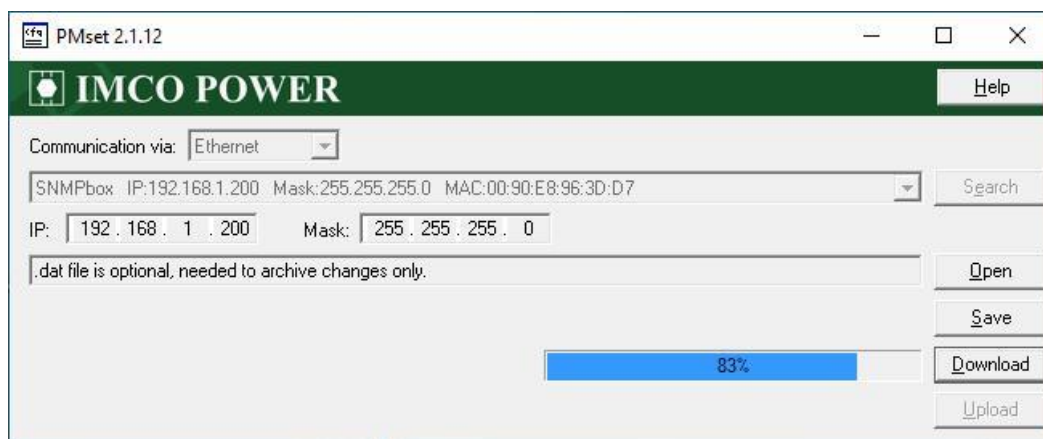 PMset 2.1.12
IMCO POWER
Help
Communication via: Ethernet
SNMPbox IP:192.168.1.200 Mask:255.255.255.0 MAC:00:90:E8:96:3D:D7
Search
IP: 192 . 168 . 1 . 200 Mask: 255 . 255 . 255 . 0
.dat file is optional, needed to archive changes only.
Open
Save
83%
Download
Upload